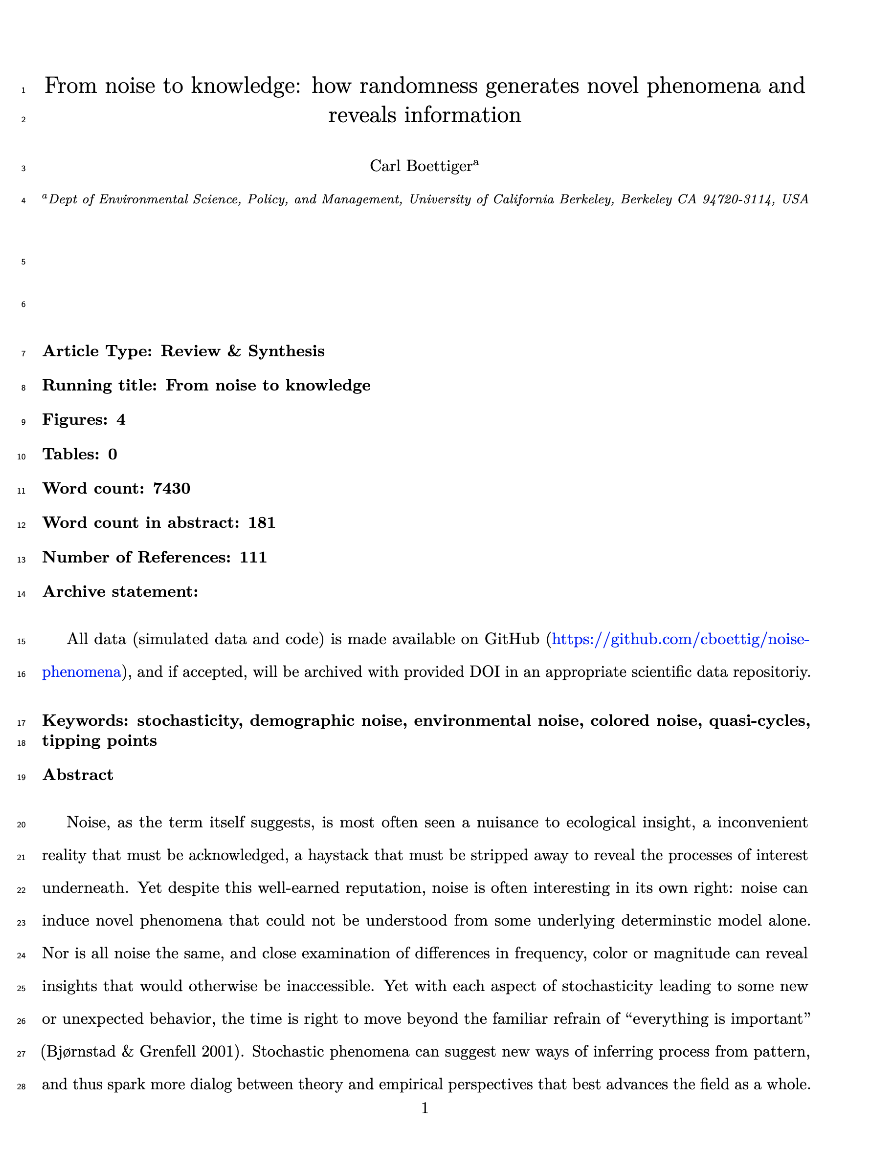 1 From noise to knowledge: how randomness generates novel phenomena and
2 reveals information
3 Carl Boettigerᵃ
4 ᵃDept of Environmental Science, Policy, and Management, University of California Berkeley, Berkeley CA 94720-3114, USA
5
6
7 Article Type: Review & Synthesis
8 Running title: From noise to knowledge
9 Figures: 4
10 Tables: 0
11 Word count: 7430
12 Word count in abstract: 181
13 Number of References: 111
14 Archive statement:
15 All data (simulated data and code) is made available on GitHub (https://github.com/cboettig/noise-
16 phenomena), and if accepted, will be archived with provided DOI in an appropriate scientific data repositoriy.
17 Keywords: stochasticity, demographic noise, environmental noise, colored noise, quasi-cycles,
18 tipping points
19 Abstract
20 Noise, as the term itself suggests, is most often seen a nuisance to ecological insight, a inconvenient
21 reality that must be acknowledged, a haystack that must be stripped away to reveal the processes of interest
22 underneath. Yet despite this well-earned reputation, noise is often interesting in its own right: noise can
23 induce novel phenomena that could not be understood from some underlying determinstic model alone.
24 Nor is all noise the same, and close examination of differences in frequency, color or magnitude can reveal
25 insights that would otherwise be inaccessible. Yet with each aspect of stochasticity leading to some new
26 or unexpected behavior, the time is right to move beyond the familiar refrain of “everything is important”
27 (Bjørnstad & Grenfell 2001). Stochastic phenomena can suggest new ways of inferring process from pattern,
28 and thus spark more dialog between theory and empirical perspectives that best advances the field as a whole.
1